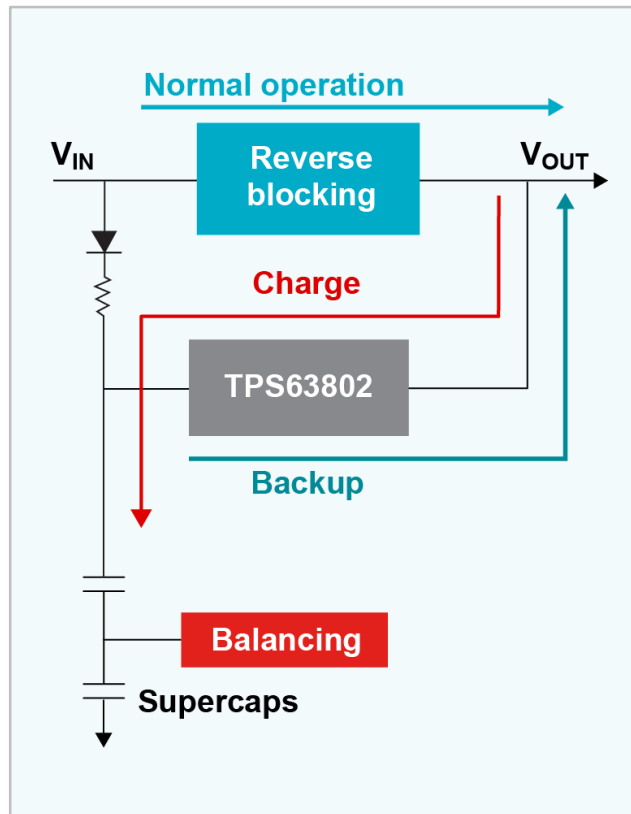 Normal operation
VIN
Reverse
blocking
VOUT
Charge
TPS63802
Backup
Balancing
Supercaps